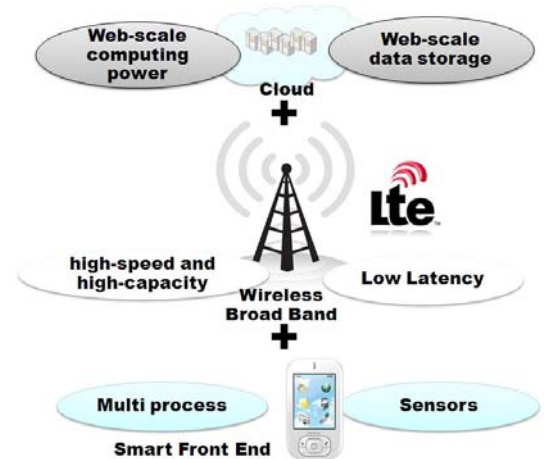 Web-scale
computing
power
Web-scale
data storage
Cloud
+
Lte™
high-speed and
high-capacity
Low Latency
Wireless
Broad Band
+
Multi process
Sensors
Smart Front End